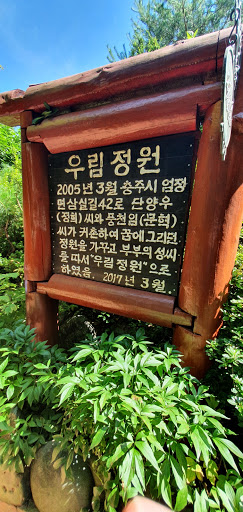 우림정원
2005년 3월 충주시 엄정
면삼실길42로 단양우
(정희)씨와 풍천임(문혁)
씨가 귀촌하여 꿈에 그리던
정원을 가꾸고 부부의 성씨
를 따서"우림 정원"으로
하였음. 2017년 3월